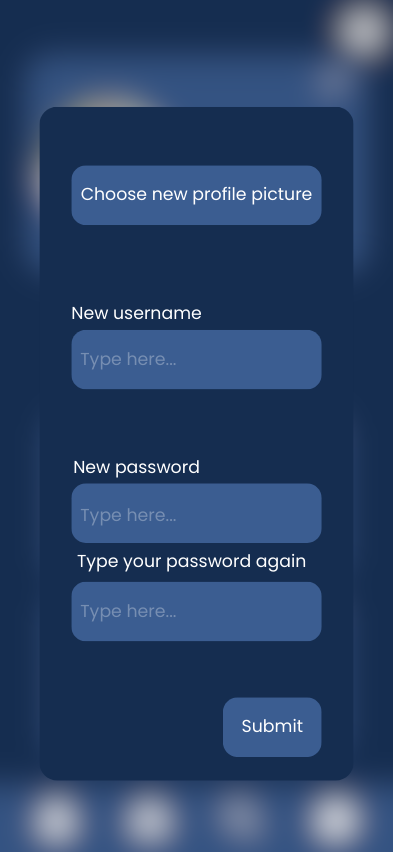 Choose new profile picture
New username
Type here...
New password
Type here...
Type your password again
Type here...
Submit